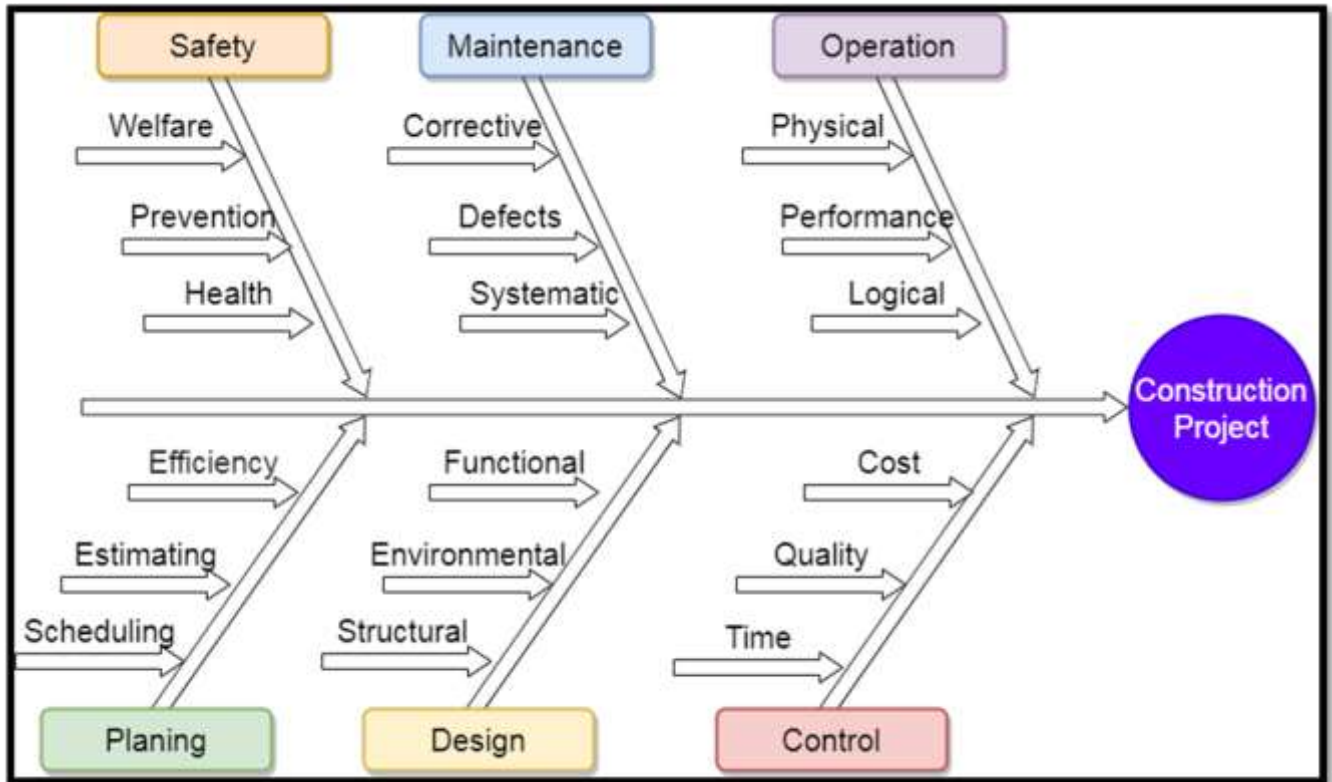 Safety
Maintenance
Operation
Welfare
Corrective
Physical
Prevention
Defects
Performance
Health
Systematic
Logical
Construction
Project
Efficiency
Functional
Cost
Estimating
Environmental
Quality
Scheduling
Structural
Time
Planing
Design
Control